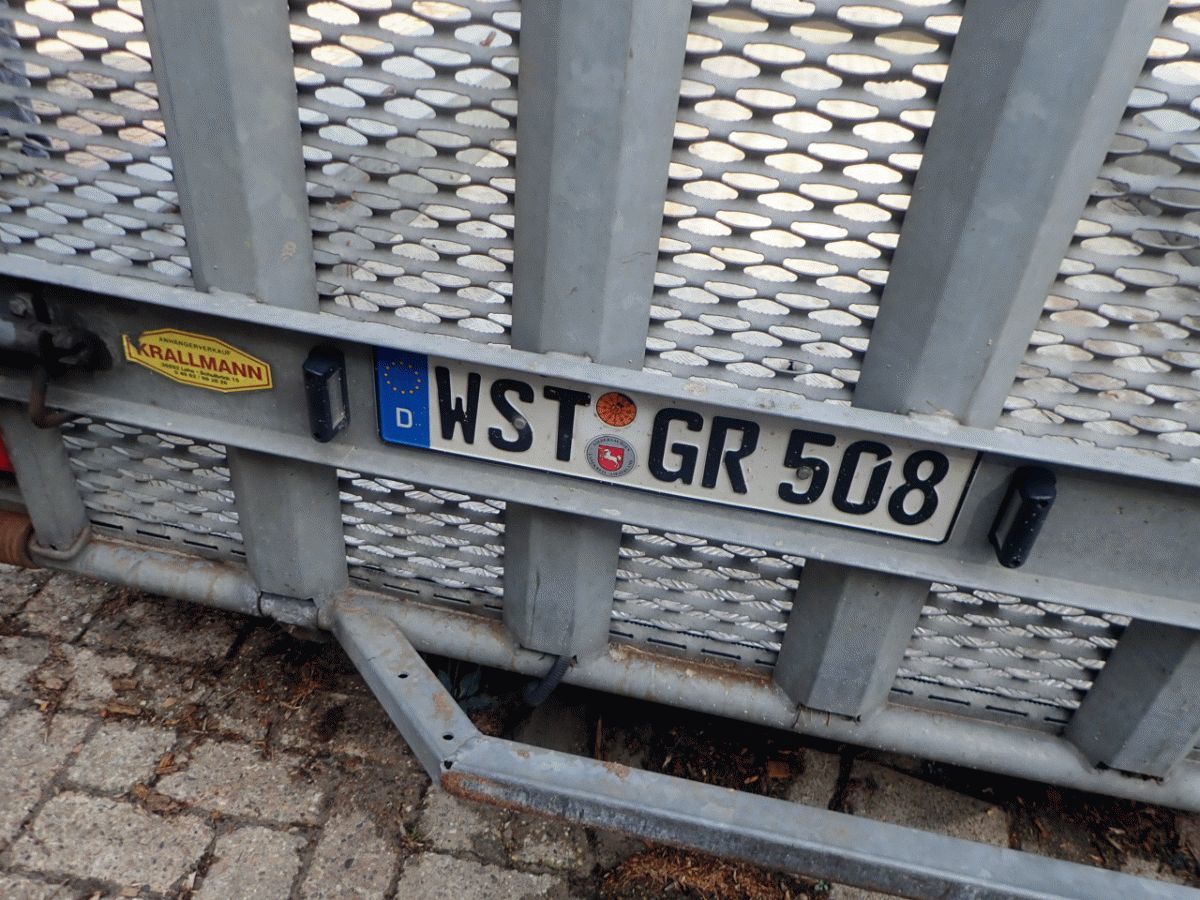 ANHÄNGERVERKAUF
KRALLMANN
D
WST GR 508